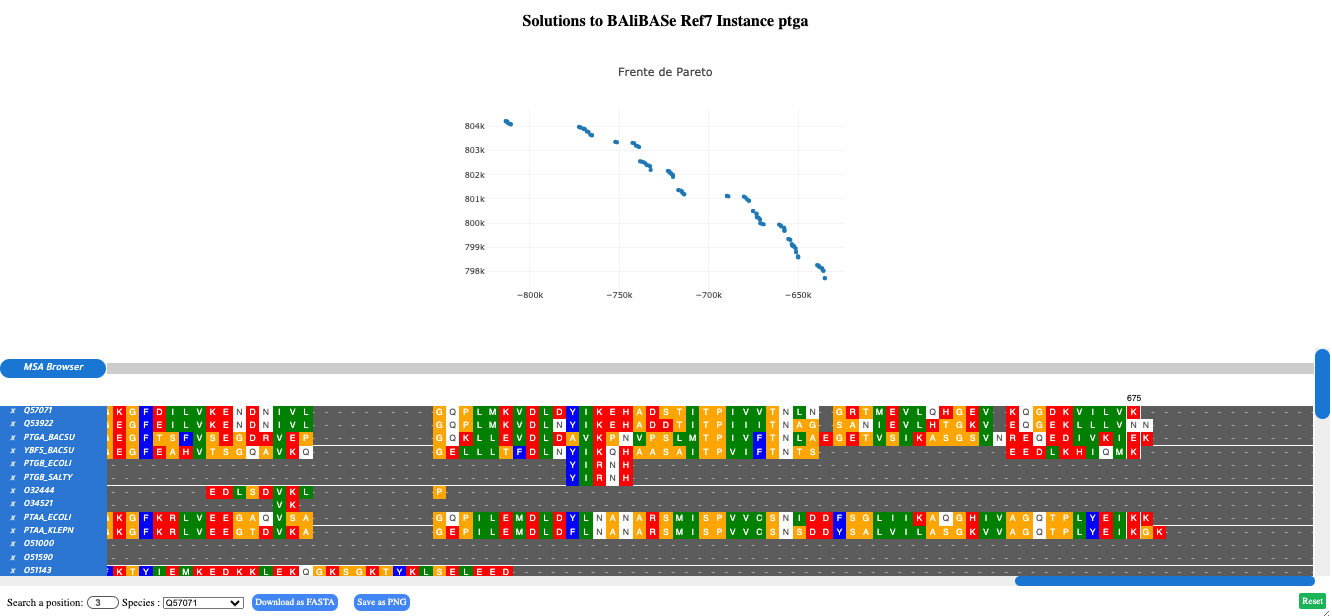 Solutions to BAliBASe Ref7 Instance ptga
Frente de Pareto
804k
803k
802k
801k
800k
799k
798k
−800k
−750k
−700k
−650k
MSA Browser
675
x Q57071 K G F D I L V K E N D N I V L G Q P L M K V D L D Y I K E H A D S T I T P I V V T N L N - G R T M E V L Q H G E V - K Q G D K V I L V K
x Q53922 E G F E I L V K E D D N I V L G Q P L M K V D L N Y I K E H A D D T I T P I I I T N A G - S A N I E V L H T G K V - E Q G E K L L L V N N
x PTGA_BACSU E G F T S F V S E G D R V E P G Q K L L E V D L D A V K P N V P S L M T P I V F T N L A E G E T V S I K A S G S V N R E Q E D I V K I E K
x YBFS_BACSU E G F E A H V T S G Q A V K Q G E L L L T F D L N Y I K Q H A A S A I T P V I F T N T S E E D L K H I Q M K
x PTGB_ECOLI Y I R N H
x PTGB_SALTY Y I R N H
x O32444 E D L S D V K L P
x O34521 V K
x PTAA_ECOLI K G F K R L V E E G A Q V S A G Q P I L E M D L D Y L N A N A R S M I S P V V C S N I D D F S G L I I K A Q G H I V A G Q T P L Y E I K K
x PTAA_KLEPN K G F K R L V E E G T D V K A G E P I L E M D L D F L N A N A R S M I S P V V C S N S D D Y S A L V I L A S G K V V A G Q T P L Y E I K G K
x O51000
x O51590
x O51143 K T Y I E M K E D K K L E K Q G K S G K T Y K L S E L E E D
Search a position: 3 Species : Q57071 Download as FASTA Save as PNG Reset